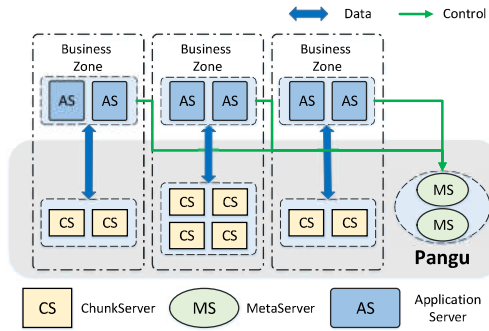 Data
Control
Business
Zone
Business
Zone
Business
Zone
AS AS
AS AS
AS AS
CS CS
CS CS
CS CS
CS CS
MS
MS
Pangu
CS ChunkServer
MS MetaServer
AS Application
Server